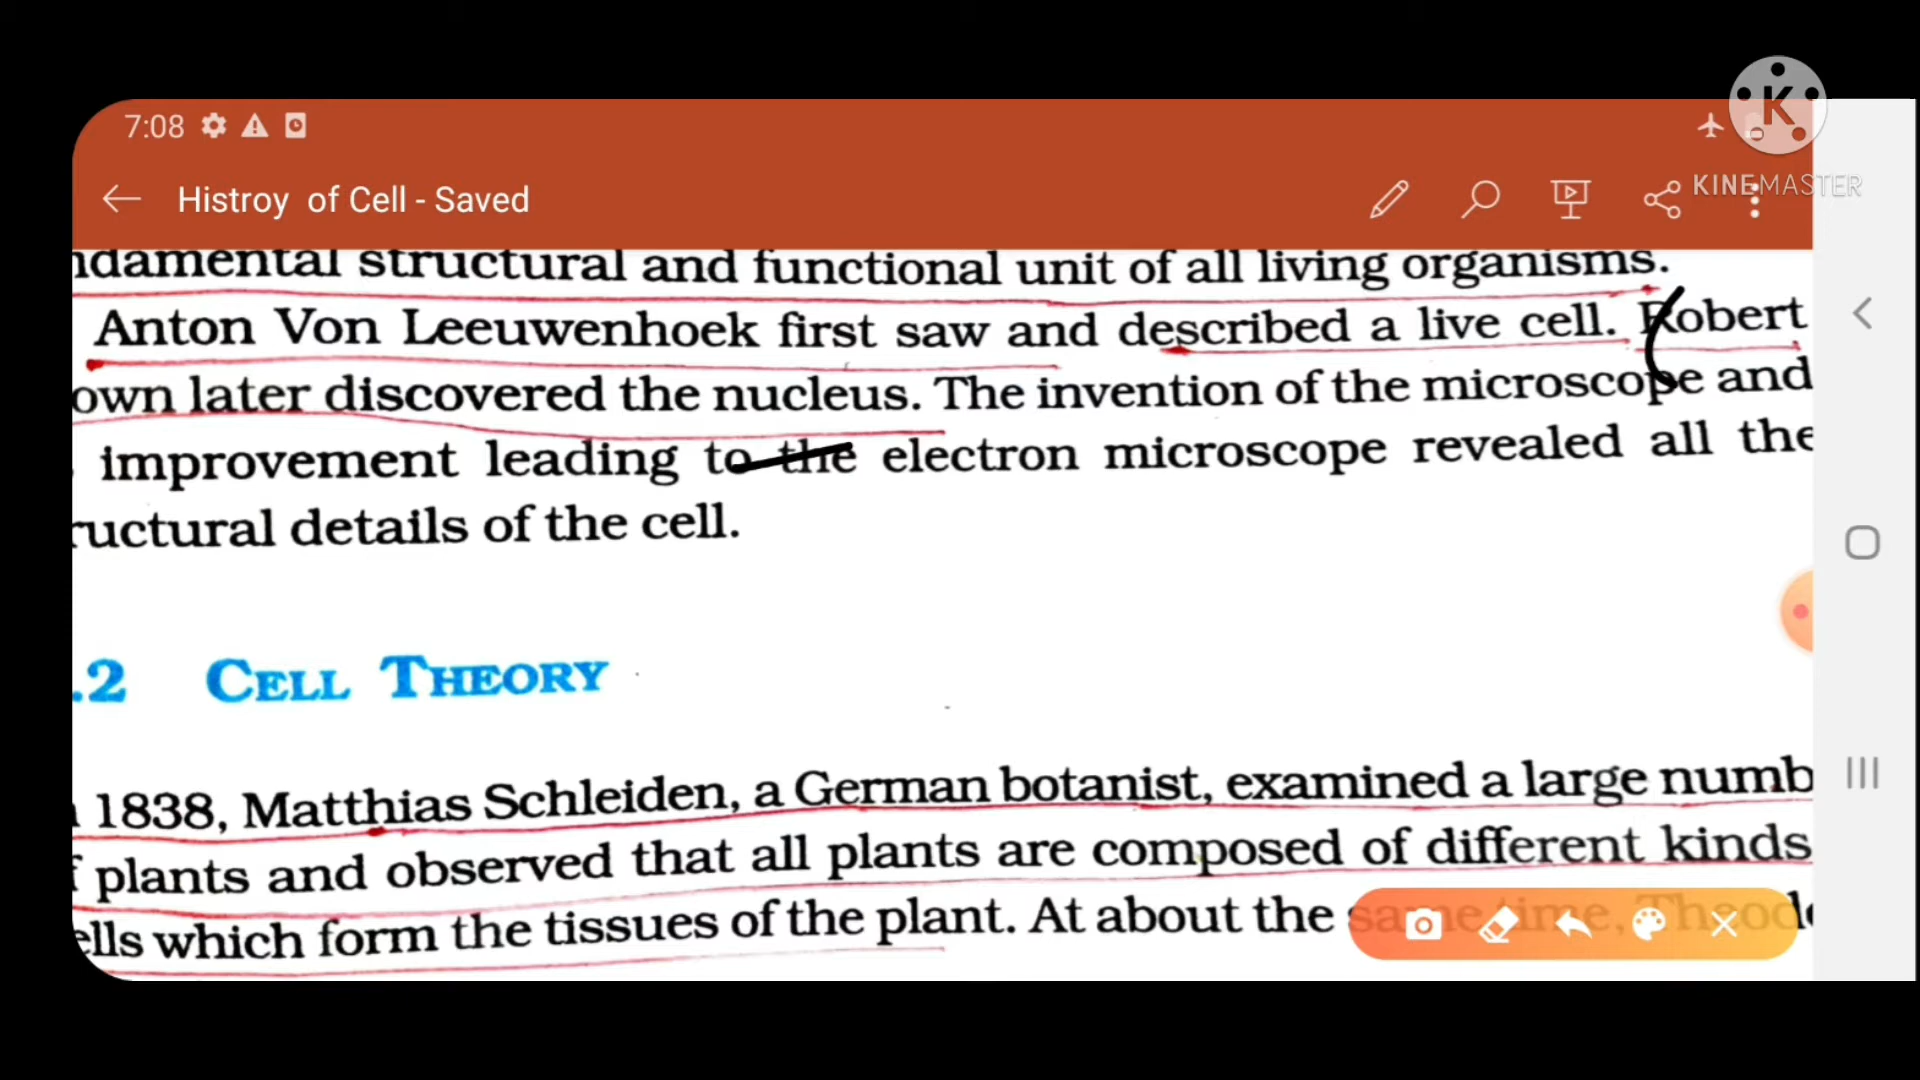 7:08
KINEMASTER
Histroy of Cell - Saved
ndamental structural and functional unit of all living organisms.
Anton Von Leeuwenhoek first saw and described a live cell. Robert
own later discovered the nucleus. The invention of the microscope and
improvement leading to the electron microscope revealed all the
ructural details of the cell.
.2 CELL THEORY
1838, Matthias Schleiden, a German botanist, examined a large numb
f plants and observed that all plants are composed of different kinds
ells which form the tissues of the plant. At about the same time, Theod